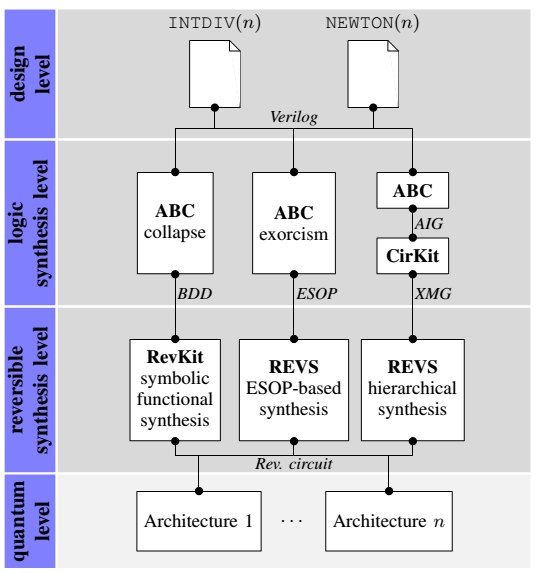 INTDIV(n) NEWTON(n)
design
level
Verilog
logic
synthesis level
ABC
collapse
ABC
exorcism
ABC
AIG
CirKit
BDD ESOP XMG
reversible
synthesis level
RevKit
symbolic
functional
synthesis
REVS
ESOP-based
synthesis
REVS
hierarchical
synthesis
Rev. circuit
quantum
level
Architecture 1 ··· Architecture n